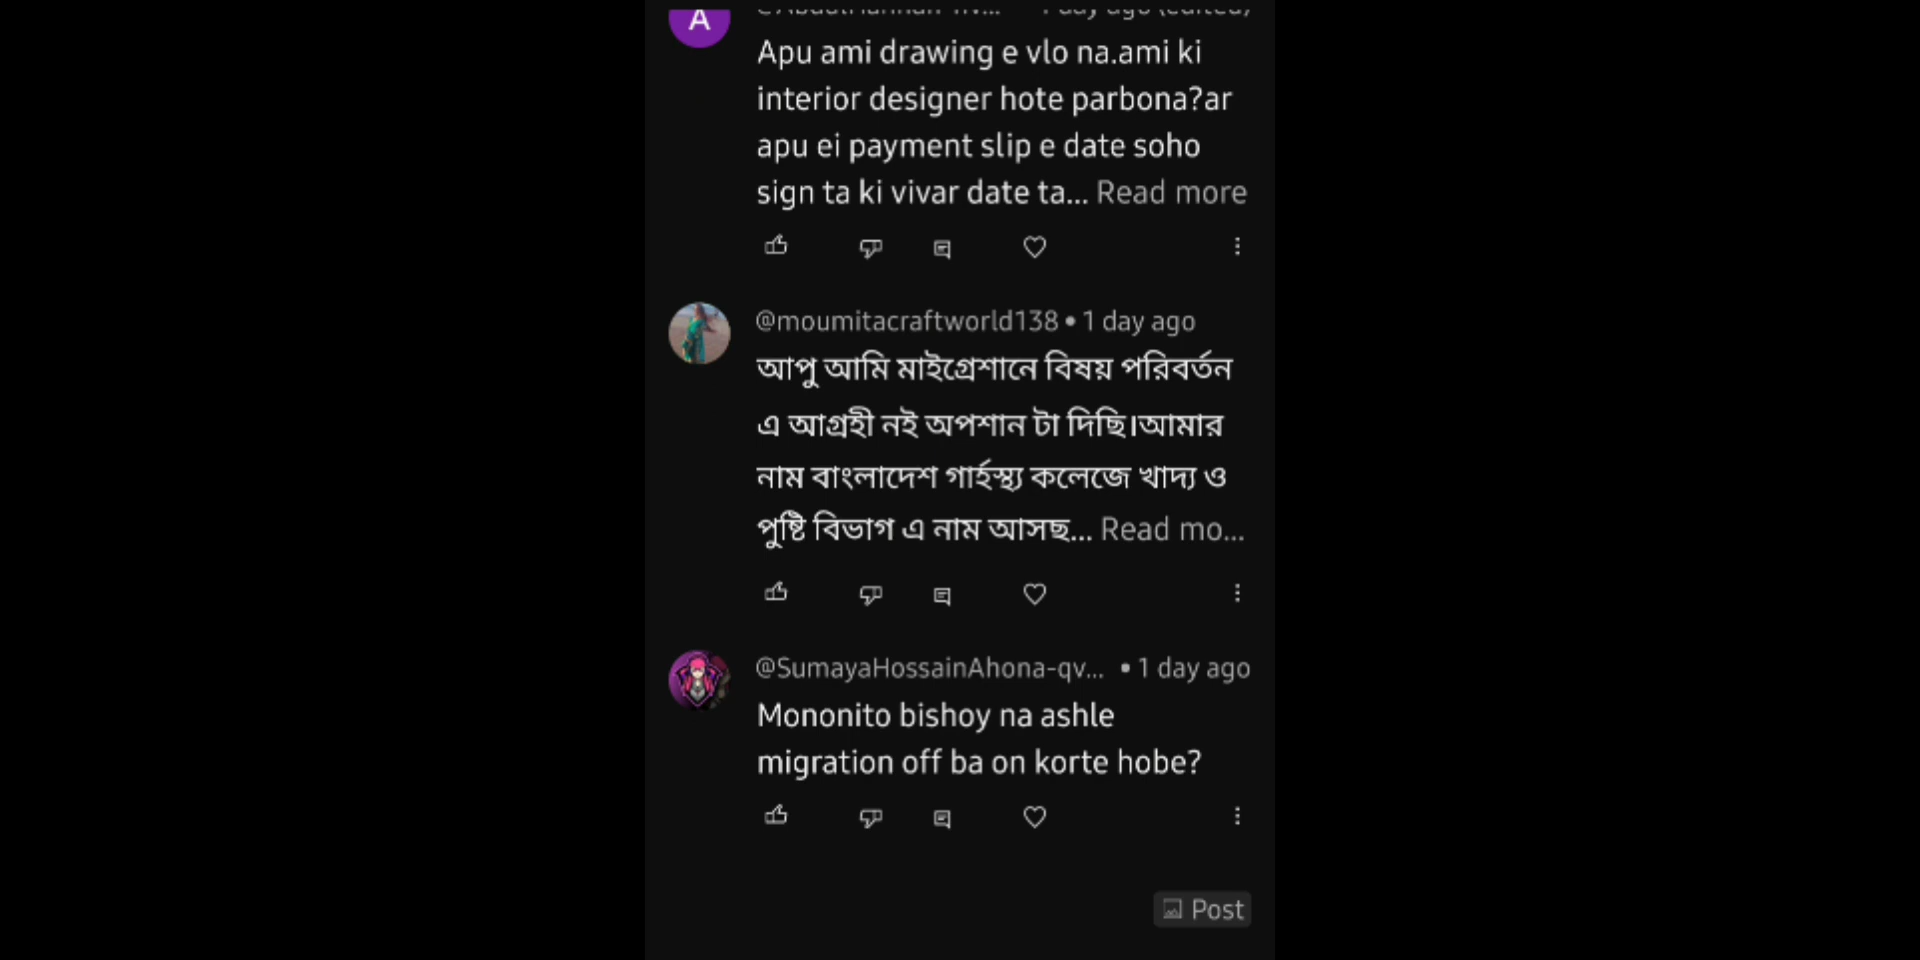 A
Apu ami drawing e vlo na.ami ki
interior designer hote parbona?ar
apu ei payment slip e date soho
sign ta ki vivar date ta... Read more
@moumitacraftworld138 • 1 day ago
আপু আমি মাইগ্রেশানে বিষয় পরিবর্তন
এ আগ্রহী নই অপশান টা দিছি।আমার
নাম বাংলাদেশ গার্হস্থ্য কলেজে খাদ্য ও
পুষ্টি বিভাগ এ নাম আসছ... Read mo...
@SumayaHossainAhona-qv... • 1 day ago
Mononito bishoy na ashle
migration off ba on korte hobe?
Post